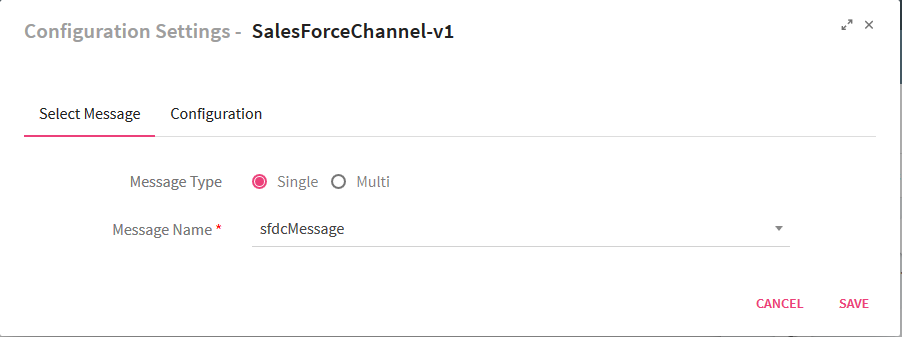 Configuration Settings - SalesForceChannel-v1
Select Message Configuration
Message Type Single Multi
Message Name * sfdcMessage
CANCEL SAVE